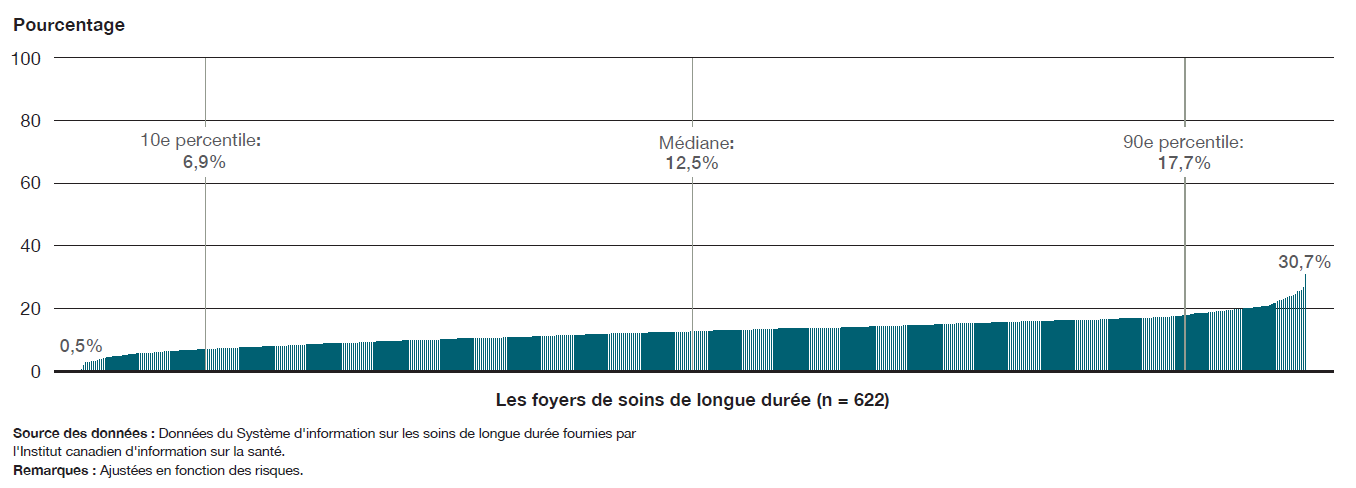 Pourcentage
100
80
10e percentile:
6,9%
Médiane:
12,5%
90e percentile:
17,7%
60
40
30,7%
20
0,5%
0
Les foyers de soins de longue durée (n = 622)
Source des données : Données du Système d'information sur les soins de longue durée fournies par
l'Institut canadien d'information sur la santé.
Remarques : Ajustées en fonction des risques.